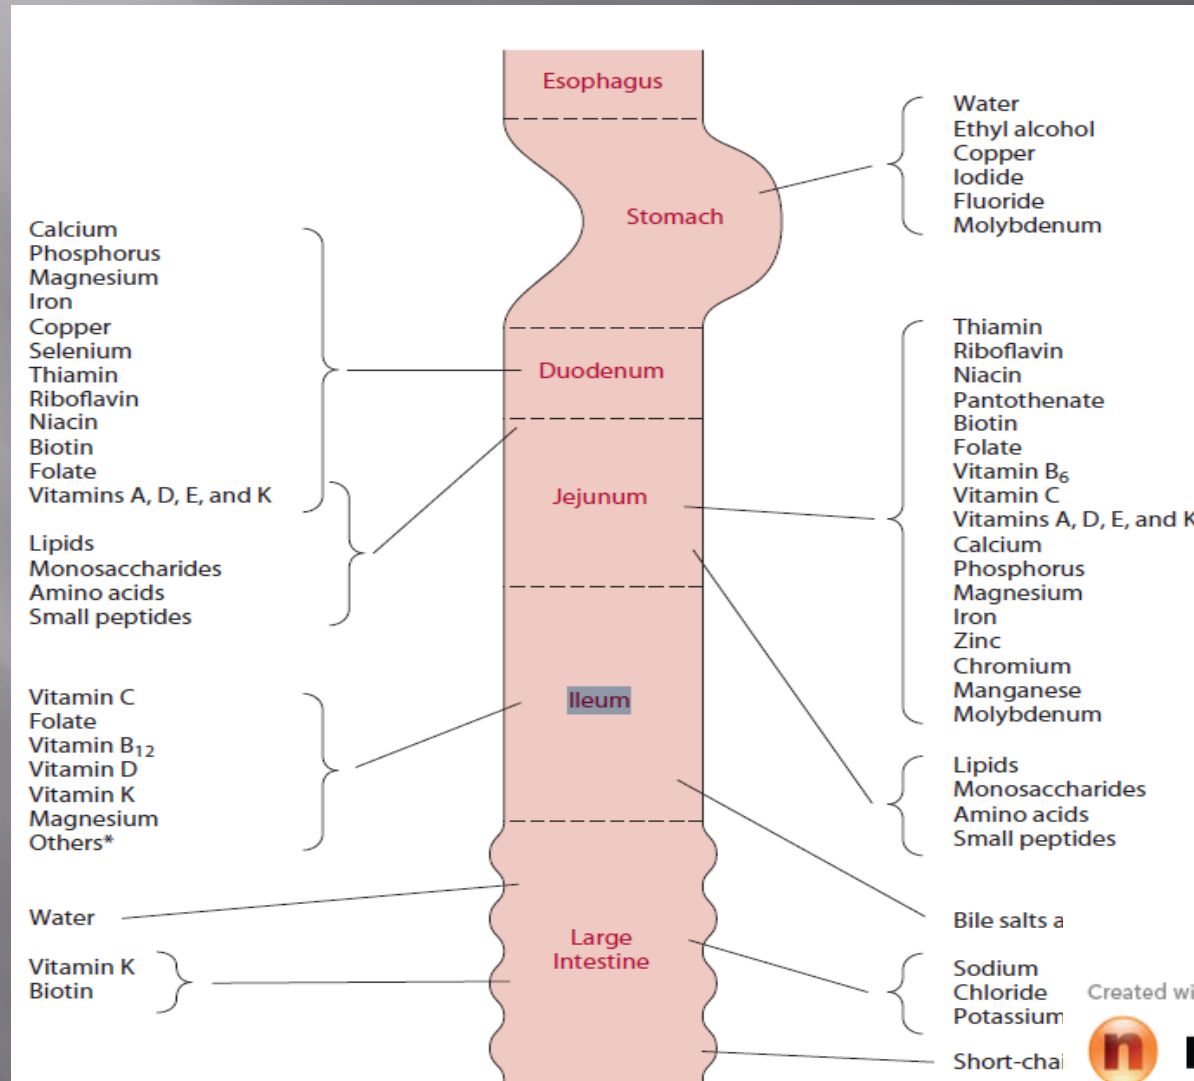 Esophagus
Water
Ethyl alcohol
Copper
Iodide
Fluoride
Molybdenum
Stomach
Calcium
Phosphorus
Magnesium
Iron
Copper
Selenium
Thiamin
Riboflavin
Niacin
Biotin
Folate
Vitamins A, D, E, and K
Lipids
Monosaccharides
Amino acids
Small peptides
Duodenum
Jejunum
Thiamin
Riboflavin
Niacin
Pantothenate
Biotin
Folate
Vitamin B6
Vitamin C
Vitamins A, D, E, and K
Calcium
Phosphorus
Magnesium
Iron
Zinc
Chromium
Manganese
Molybdenum
Lipids
Monosaccharides
Amino acids
Small peptides
Vitamin C
Folate
Vitamin B12
Vitamin D
Vitamin K
Magnesium
Others*
Ileum
Bile salts a
Water
Vitamin K
Biotin
Large
Intestine
Sodium
Chloride
Potassium
Short-chai
Created wi
n